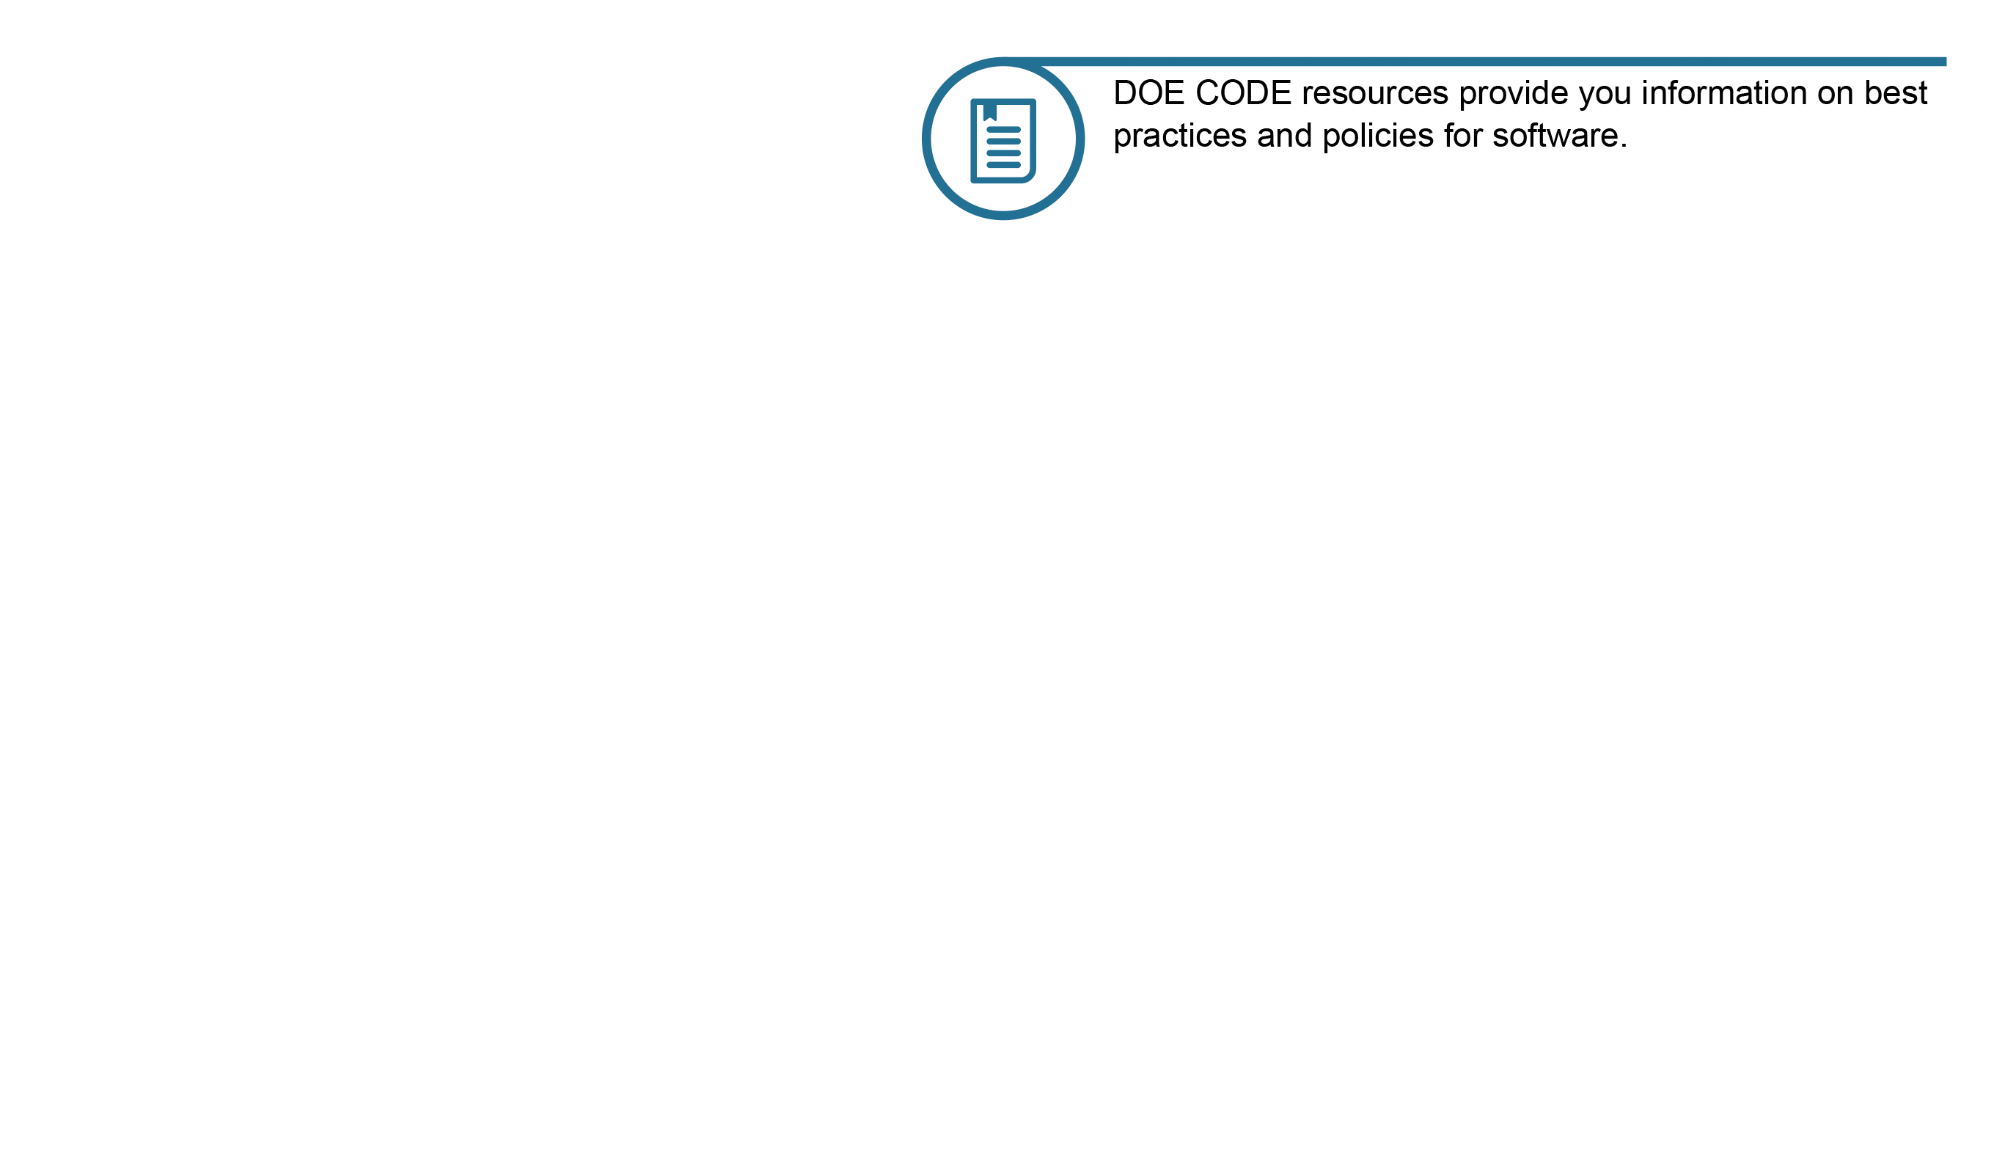 DOE CODE resources provide you information on best
practices and policies for software.